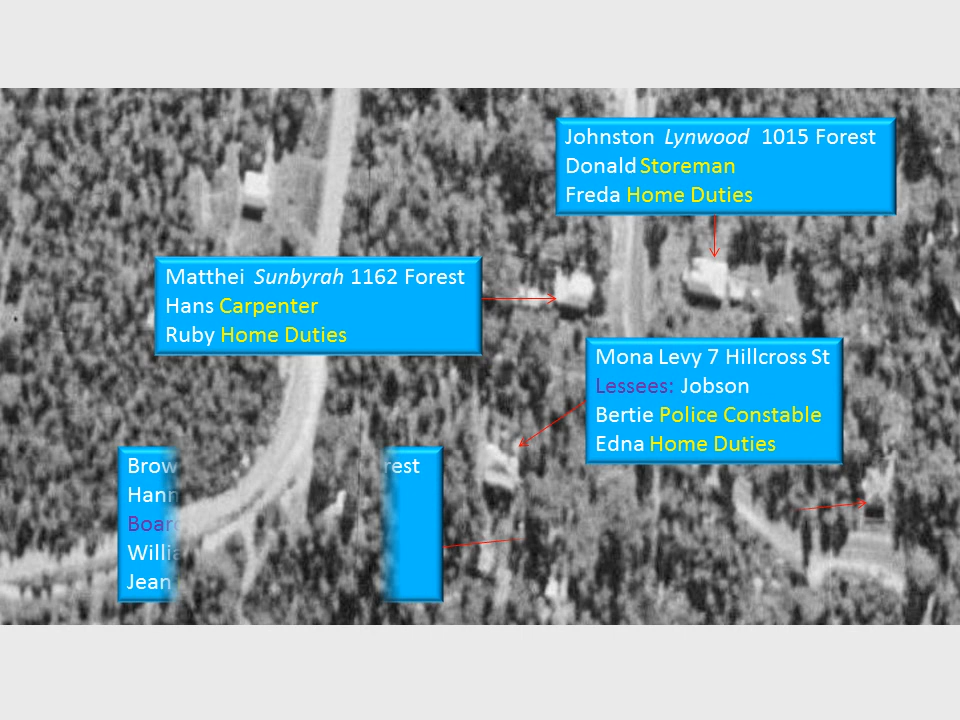 Johnston Lynwood 1015 Forest
Donald Storeman
Freda Home Duties
Matthei Sunbyrah 1162 Forest
Hans Carpenter
Ruby Home Duties
Mona Levy 7 Hillcross St
Lessees: Jobson
Bertie Police Constable
Edna Home Duties
Jean